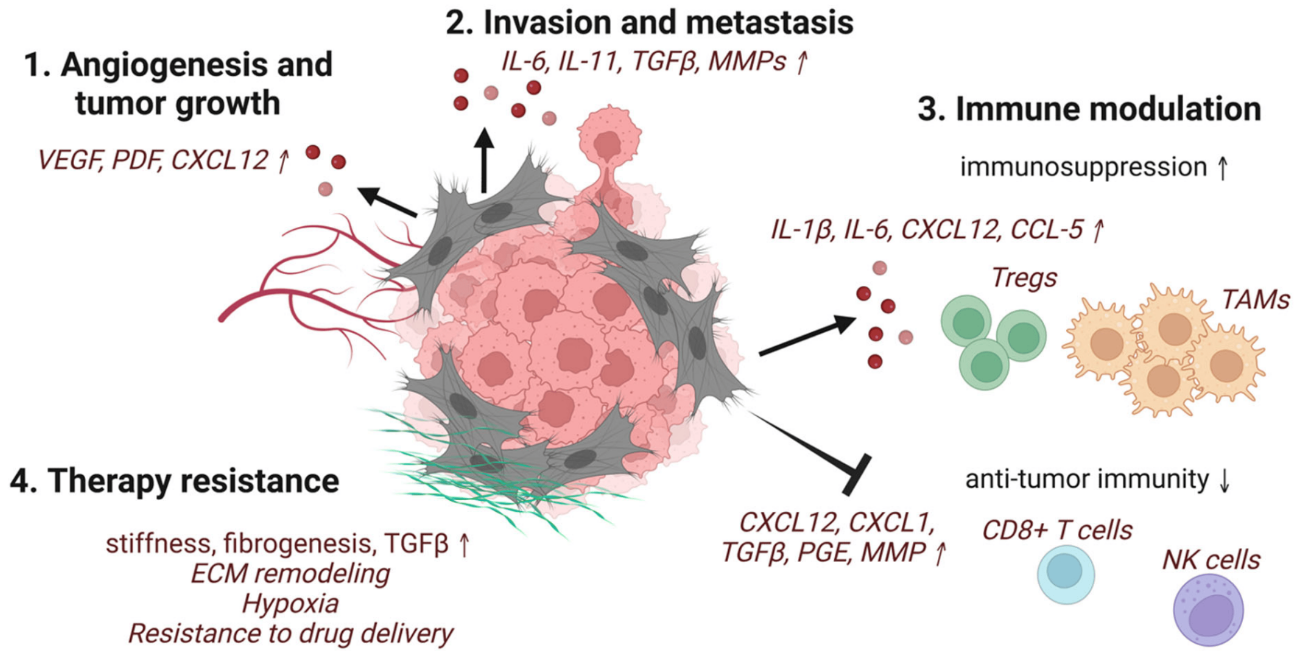 1. Angiogenesis and
tumor growth
VEGF, PDF, CXCL12 ↑
2. Invasion and metastasis
IL-6, IL-11, TGFβ, MMPs ↑
3. Immune modulation
immunosuppression ↑
IL-1β, IL-6, CXCL12, CCL-5 ↑
Tregs
TAMs
anti-tumor immunity ↓
CXCL12, CXCL1,
TGFβ, PGE, MMP ↑
CD8+ T cells
NK cells
4. Therapy resistance
stiffness, fibrogenesis, TGFβ ↑
ECM remodeling
Hypoxia
Resistance to drug delivery